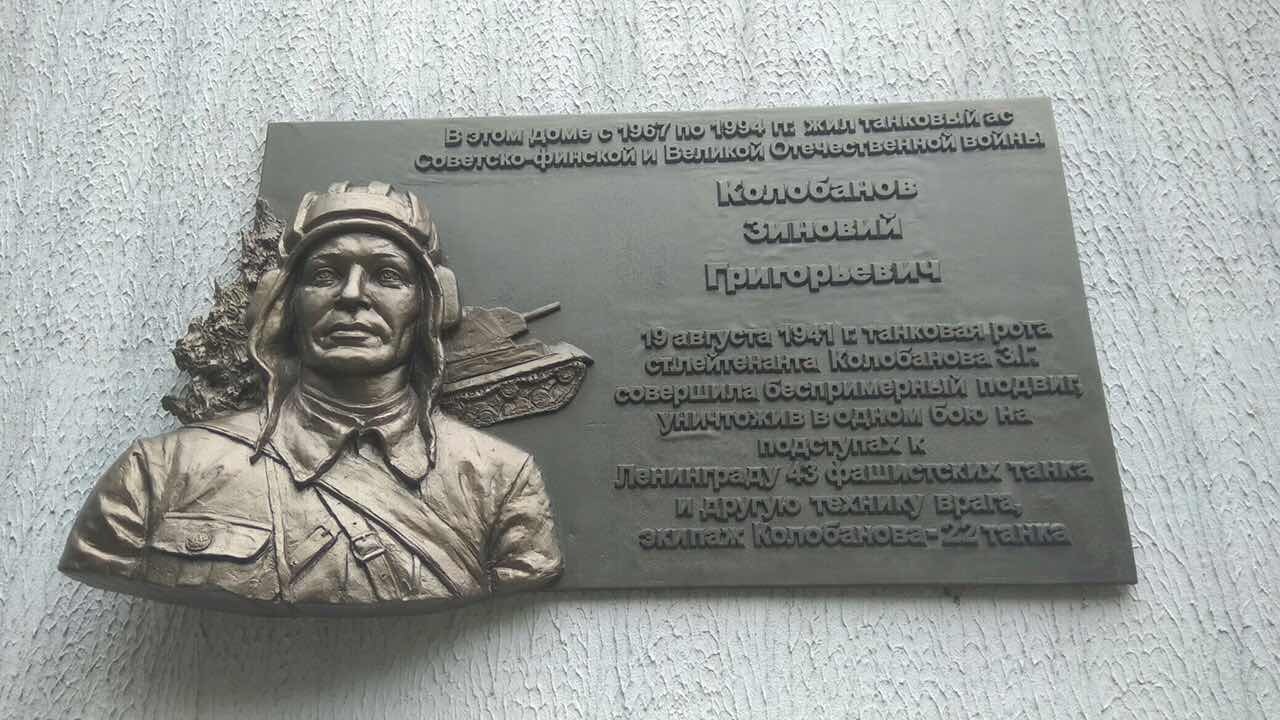 В этом доме с 1967 по 1994 гг. жил танковый ас
Советско-финской и Великой Отечественной войны
Колобанов
Зиновий
Григорьевич
19 августа 1941 г. танковая рота
ст.лейтенанта Колобанова З.Г.
совершила беспримерный подвиг,
уничтожив в одном бою на
подступах к
Ленинграду 43 фашистских танка
и другую технику врага,
экипаж Колобанова-22 танка